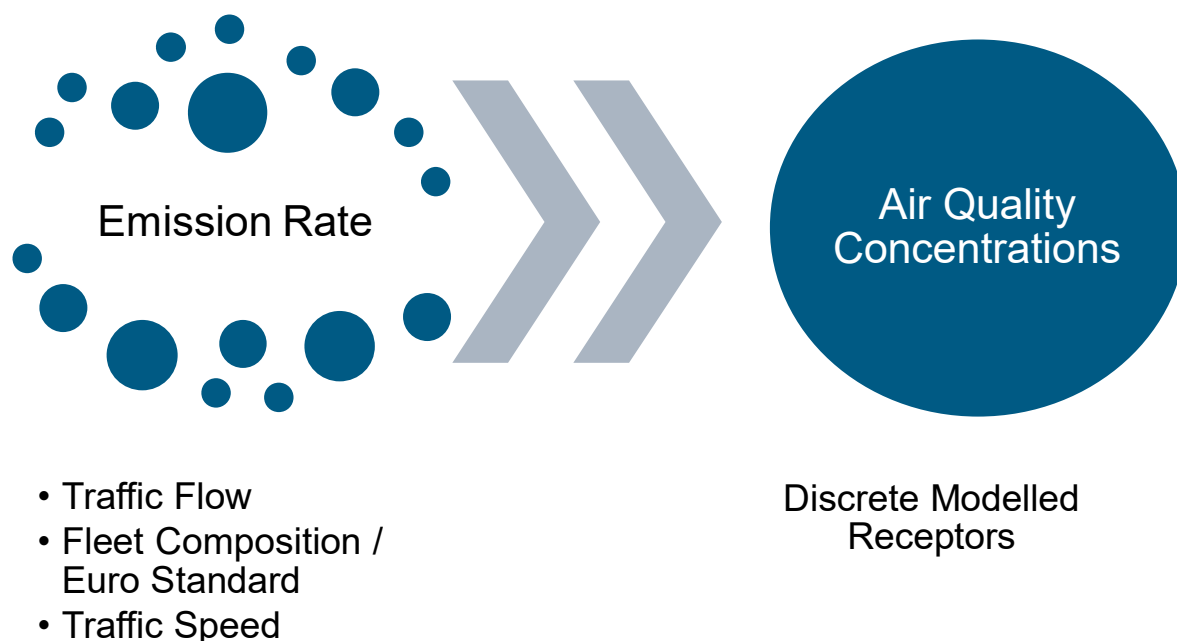 Emission Rate
Air Quality
Concentrations
• Traffic Flow
• Fleet Composition /
Euro Standard
• Traffic Speed
Discrete Modelled
Receptors